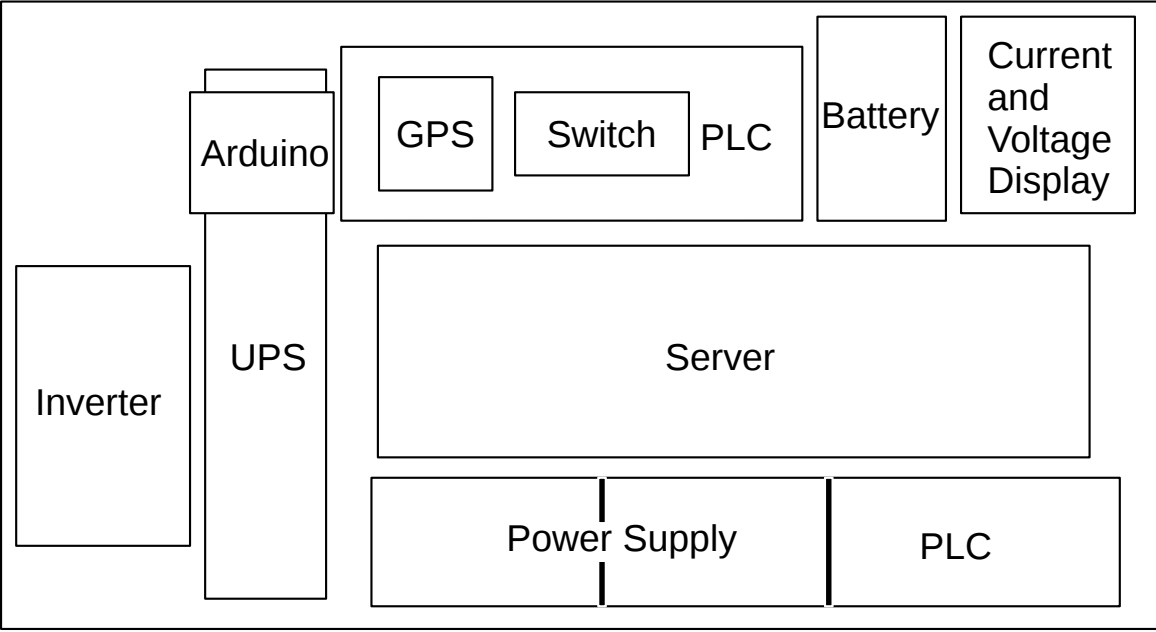 Arduino
GPS
Switch
PLC
Battery
Current
and
Voltage
Display
Inverter
UPS
Server
Power Supply
PLC